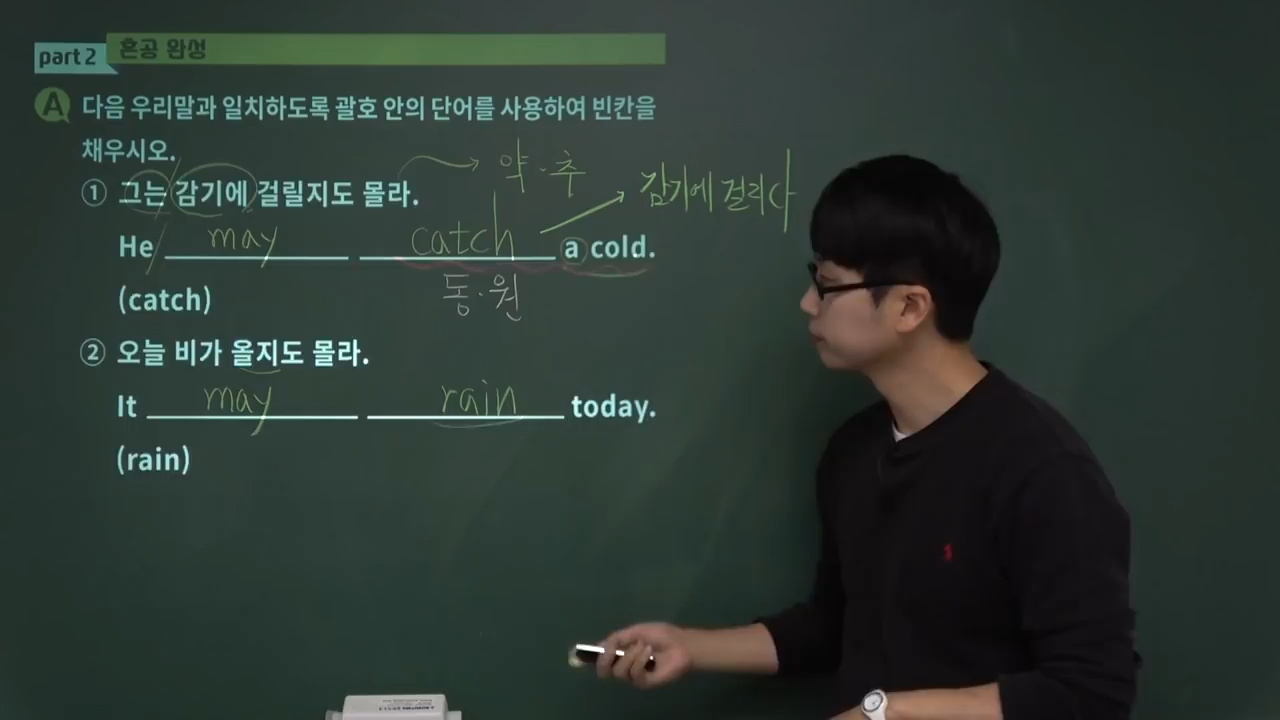 part 2 혼공 완성
A 다음 우리말과 일치하도록 괄호 안의 단어를 사용하여 빈칸을
채우시오.
약·추
① 그는 감기에 걸릴지도 몰라.
감기에 걸리다
He may catch a cold.
(catch)
동·원
② 오늘 비가 올지도 몰라.
It may rain today.
(rain)